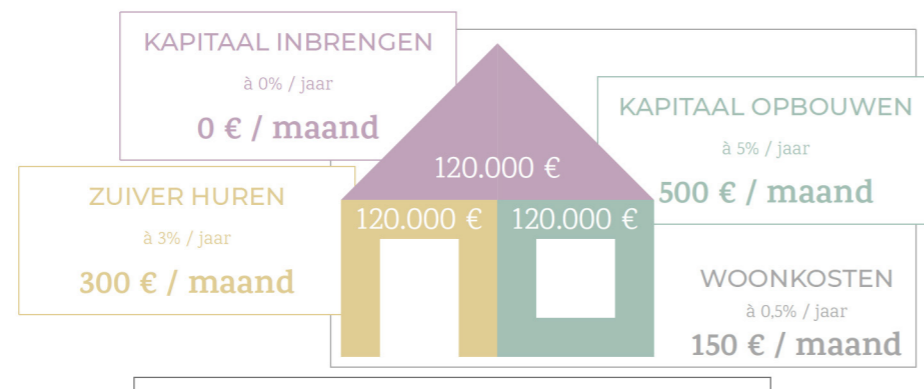 KAPITAAL INBRENGEN
à 0% / jaar
0 € / maand
KAPITAAL OPBOUWEN
à 5% / jaar
500 € / maand
120.000 €
ZUIVER HUREN
à 3% / jaar
300 € / maand
120.000 €
120.000 €
WOONKOSTEN
à 0,5% / jaar
150 € / maand